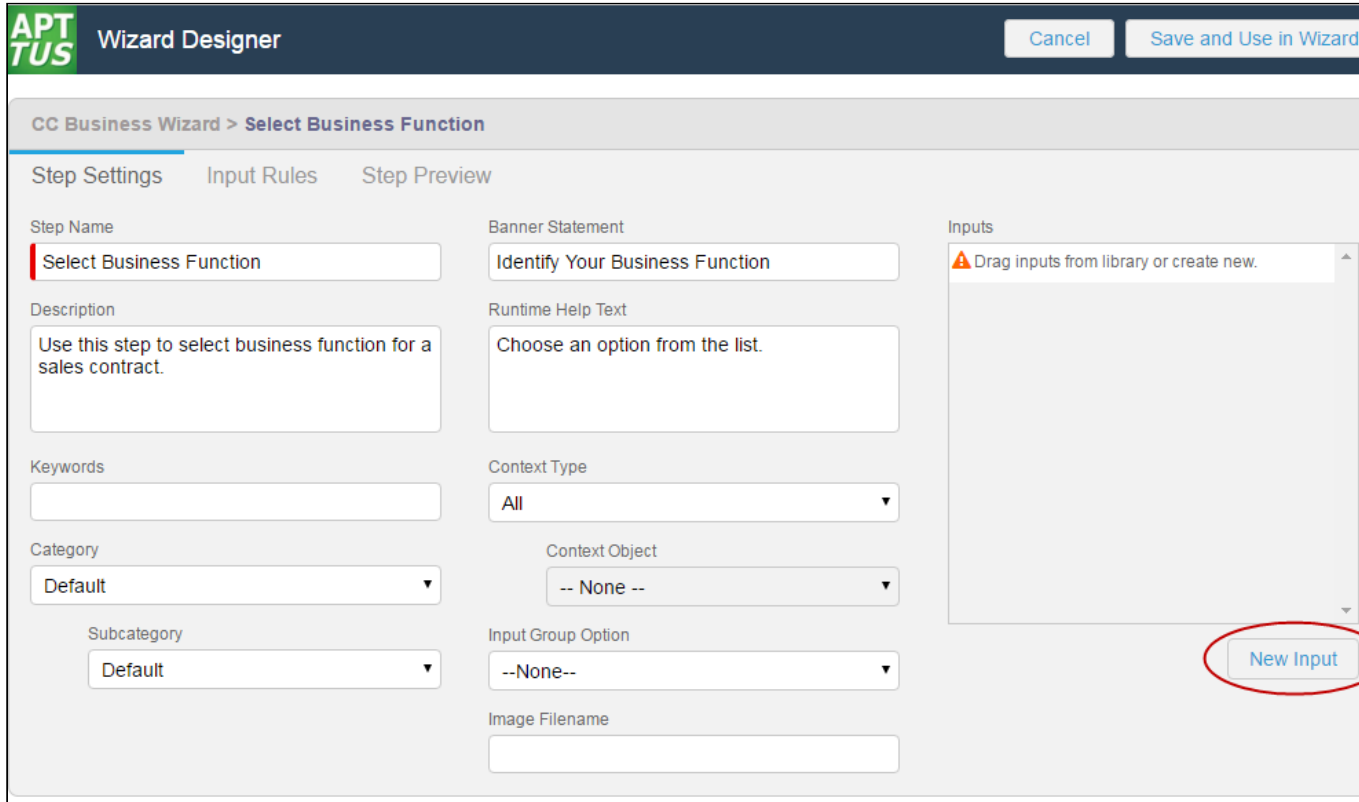 APT
TUS
Wizard Designer
Cancel
Save and Use in Wizard
CC Business Wizard > Select Business Function
Step Settings
Input Rules
Step Preview
Step Name
Select Business Function
Description
Use this step to select business function for a
sales contract.
Keywords
Category
Default
Subcategory
Default
Banner Statement
Identify Your Business Function
Runtime Help Text
Choose an option from the list.
Context Type
All
Context Object
-- None --
Input Group Option
--None--
Image Filename
Inputs
Drag inputs from library or create new.
New Input